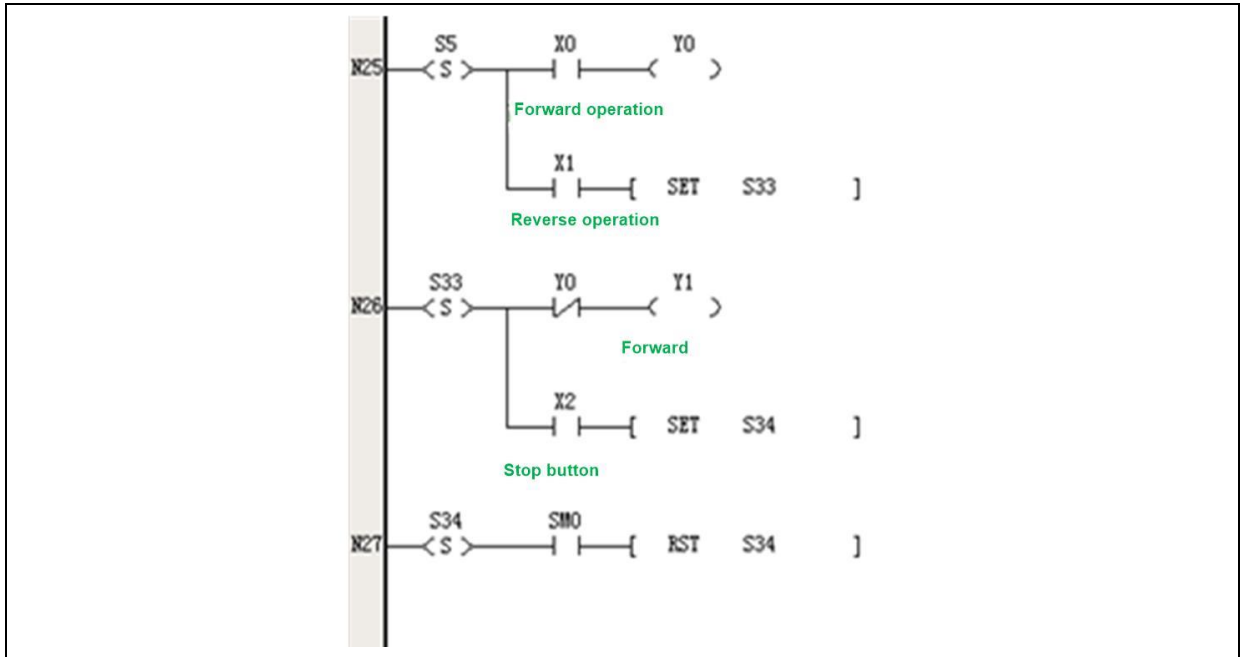 S5 X0 Y0
N25 < S > ( )
Forward operation
X1
[ SET S33 ]
Reverse operation
S33 Y0 Y1
N26 < S > ( )
Forward
X2
[ SET S34 ]
Stop button
S34 SM0
N27 < S > [ RST S34 ]